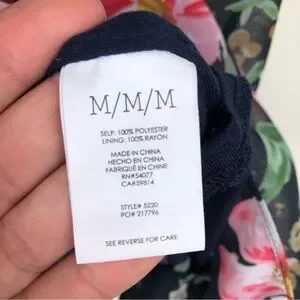 M/M/M
SELF: 100% POLYESTER
LINING: 100% RAYON
MADE IN CHINA
HECHO EN CHINA
FABRIQUÉ EN CHINE
RN#54077
CA#59814
STYLE# 5220
PO# 217796
SEE REVERSE FOR CARE